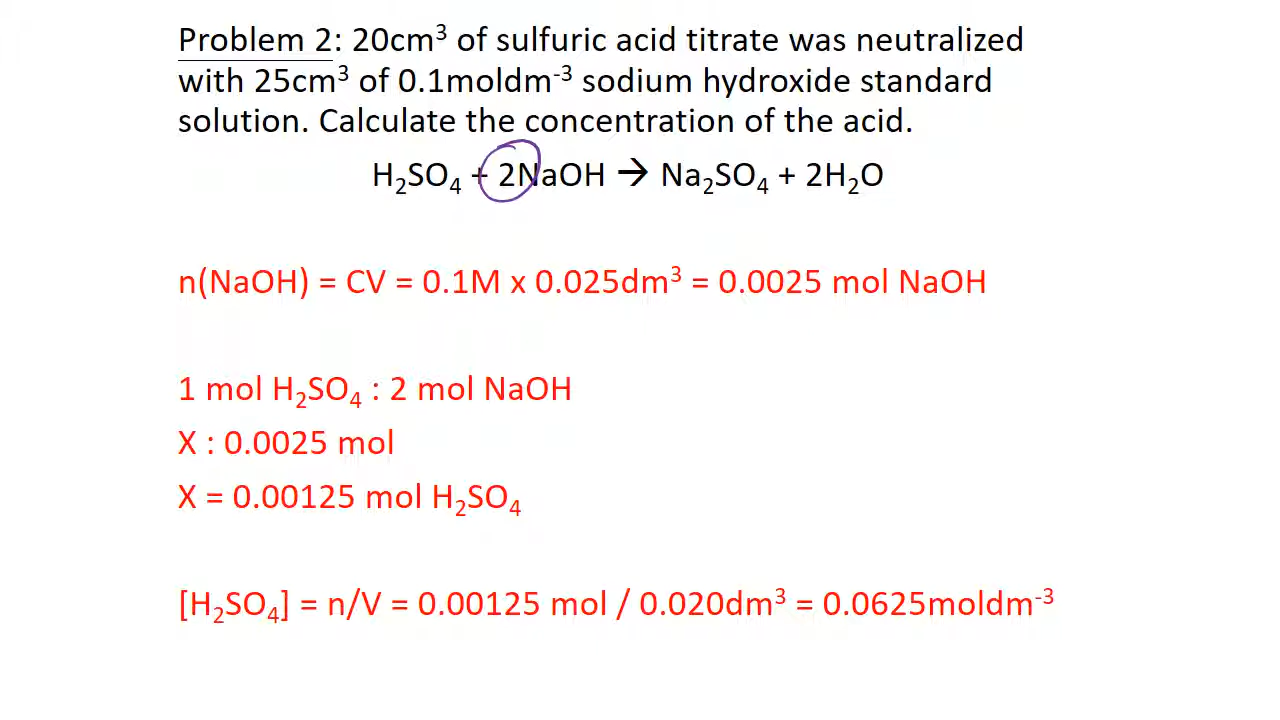 Problem 2: 20cm³ of sulfuric acid titrate was neutralized
with 25cm³ of 0.1moldm⁻³ sodium hydroxide standard
solution. Calculate the concentration of the acid.
H₂SO₄ + 2NaOH → Na₂SO₄ + 2H₂O
n(NaOH) = CV = 0.1M x 0.025dm³ = 0.0025 mol NaOH
1 mol H₂SO₄ : 2 mol NaOH
X : 0.0025 mol
X = 0.00125 mol H₂SO₄
[H₂SO₄] = n/V = 0.00125 mol / 0.020dm³ = 0.0625moldm⁻³